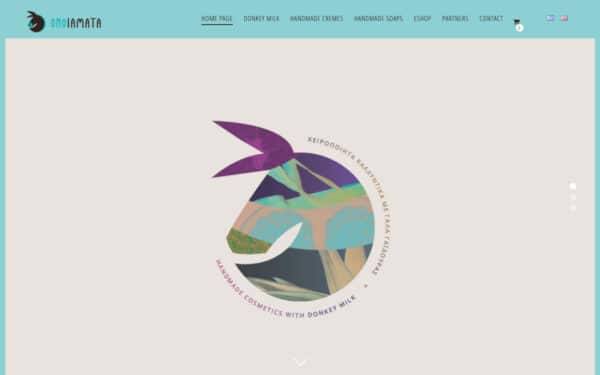 ONOIAMATA
HOME PAGE
DONKEY MILK
HANDMADE CREMES
HANDMADE SOAPS
ESHOP
PARTNERS
CONTACT
ΧΕΙΡΟΠΟΙΗΤΑ ΚΑΛΛΥΝΤΙΚΑ ΜΕ ΓΑΛΑ ΓΑΪΔΟΥΡΑΣ
HANDMADE COSMETICS WITH DONKEY MILK